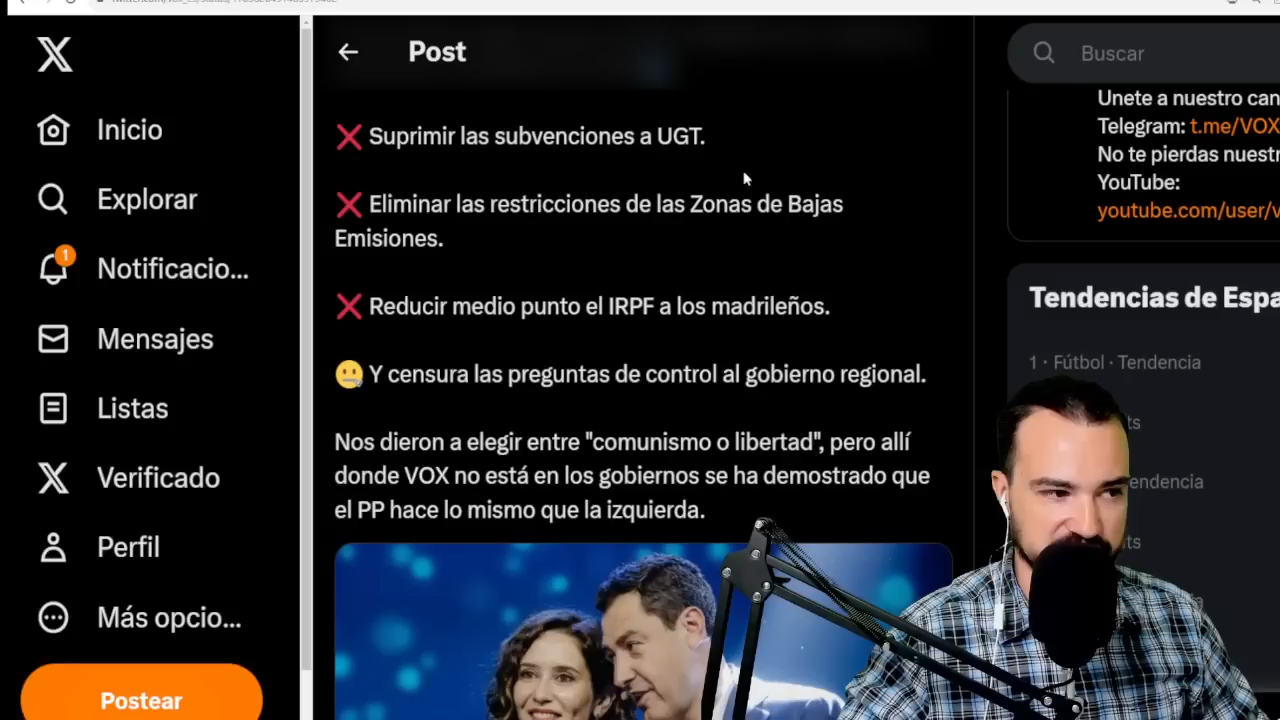 Post
Buscar
Inicio
Explorar
1
Notificacio...
Mensajes
Listas
Verificado
Perfil
Más opcio...
Postear
❌ Suprimir las subvenciones a UGT.
❌ Eliminar las restricciones de las Zonas de Bajas
Emisiones.
❌ Reducir medio punto el IRPF a los madrileños.
🤐 Y censura las preguntas de control al gobierno regional.
Nos dieron a elegir entre "comunismo o libertad", pero allí
donde VOX no está en los gobiernos se ha demostrado que
el PP hace lo mismo que la izquierda.
Unete a nuestro can
Telegram: t.me/VOX
No te pierdas nuestr
YouTube:
youtube.com/user/v
Tendencias de Espa
1 · Fútbol · Tendencia
ts
endencia
ts